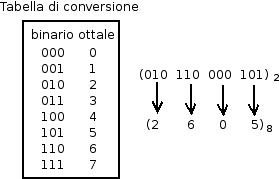 Tabella di conversione
binario ottale
000 0
001 1
010 2
011 3
100 4
101 5
110 6
111 7
(010 110 000 101) 2
(2 6 0 5) 8